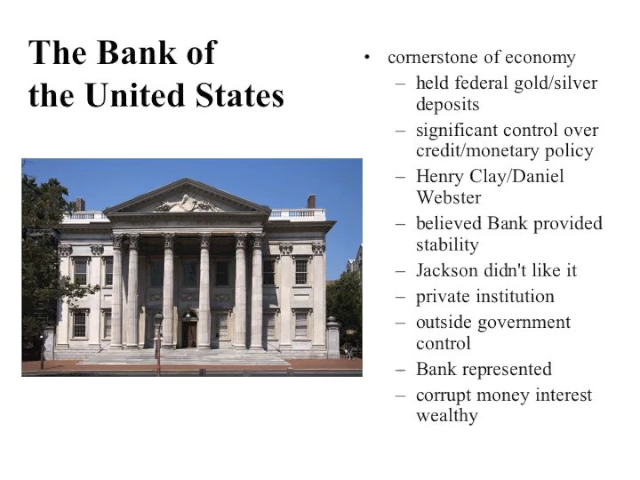 The Bank of
the United States
• cornerstone of economy
– held federal gold/silver
deposits
– significant control over
credit/monetary policy
– Henry Clay/Daniel
Webster
– believed Bank provided
stability
– Jackson didn't like it
– private institution
– outside government
control
– Bank represented
– corrupt money interest
wealthy